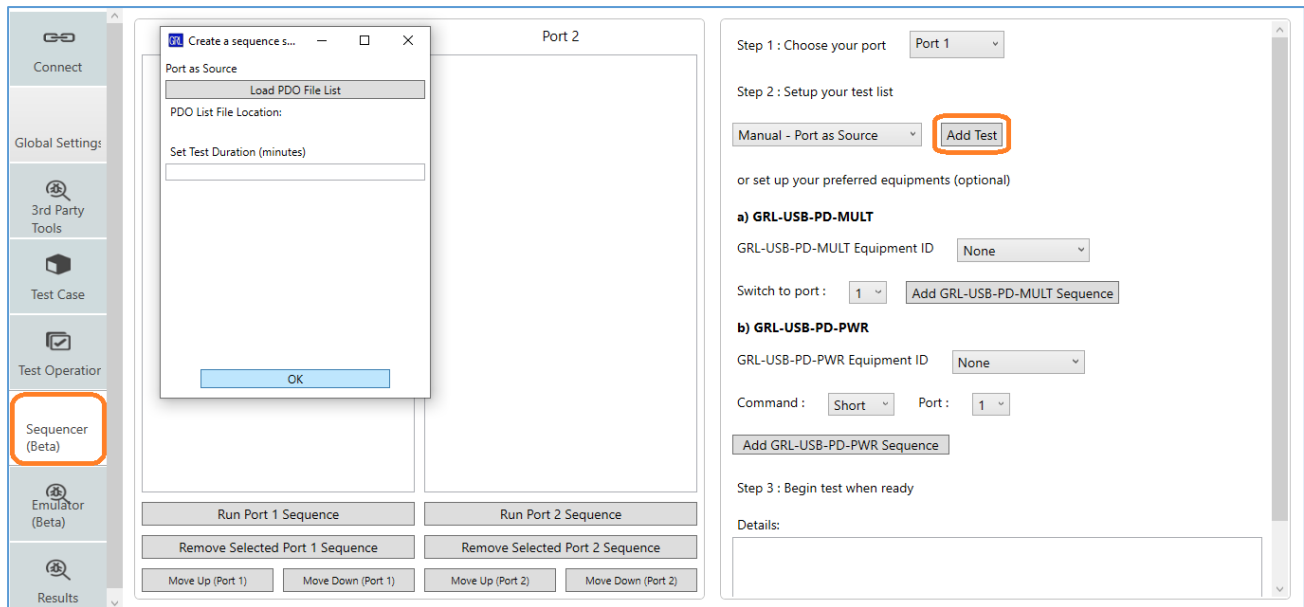 Connect
Global Settings
3rd Party
Tools
Test Case
Test Operation
Sequencer
(Beta)
Emulator
(Beta)
Results
GRL Create a sequence s...
Port as Source
Load PDO File List
PDO List File Location:
Set Test Duration (minutes)
OK
Port 2
Run Port 1 Sequence
Run Port 2 Sequence
Remove Selected Port 1 Sequence
Remove Selected Port 2 Sequence
Move Up (Port 1)
Move Down (Port 1)
Move Up (Port 2)
Move Down (Port 2)
Step 1 : Choose your port
Port 1
Step 2 : Setup your test list
Manual - Port as Source
Add Test
or set up your preferred equipments (optional)
a) GRL-USB-PD-MULT
GRL-USB-PD-MULT Equipment ID
None
Switch to port :
1
Add GRL-USB-PD-MULT Sequence
b) GRL-USB-PD-PWR
GRL-USB-PD-PWR Equipment ID
None
Command :
Short
Port :
1
Add GRL-USB-PD-PWR Sequence
Step 3 : Begin test when ready
Details: